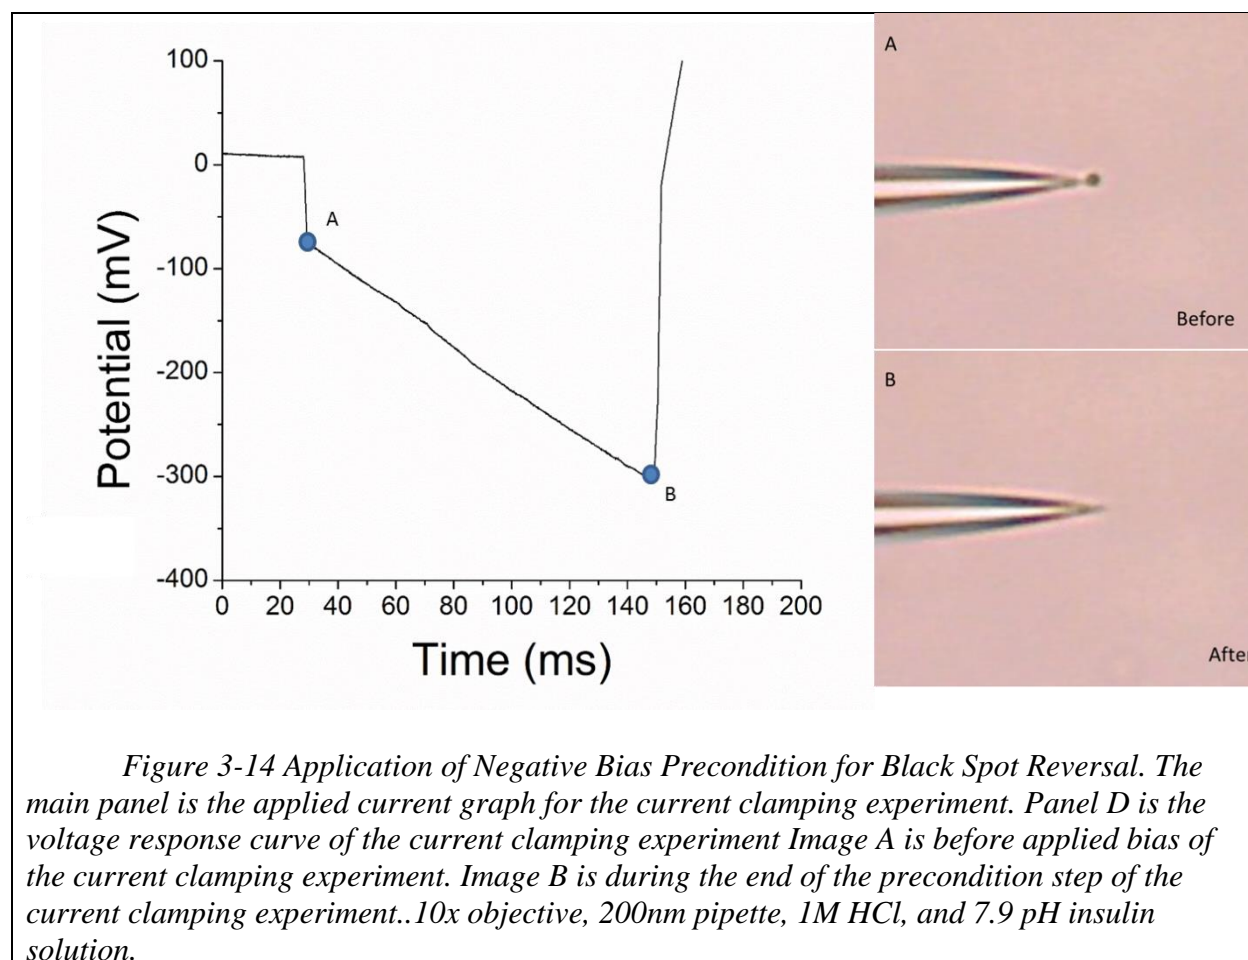 100
0
-100
-200
-300
-400
Potential (mV)
A
B
0 20 40 60 80 100 120 140 160 180 200
Time (ms)
A
Before
B
After
Figure 3-14 Application of Negative Bias Precondition for Black Spot Reversal. The
main panel is the applied current graph for the current clamping experiment. Panel D is the
voltage response curve of the current clamping experiment Image A is before applied bias of
the current clamping experiment. Image B is during the end of the precondition step of the
current clamping experiment..10x objective, 200nm pipette, 1M HCl, and 7.9 pH insulin
solution.